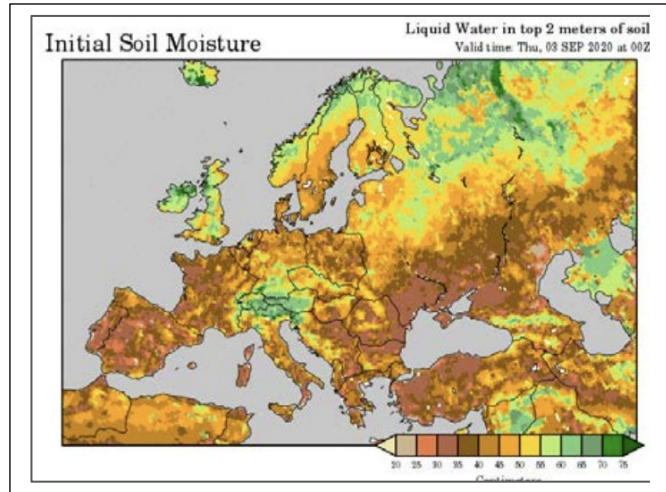 Initial Soil Moisture
Liquid Water in top 2 meters of soil
Valid time: Thu, 03 SEP 2020 at 00Z
20 25 30 35 40 45 50 55 60 65 70 75
Centimeters